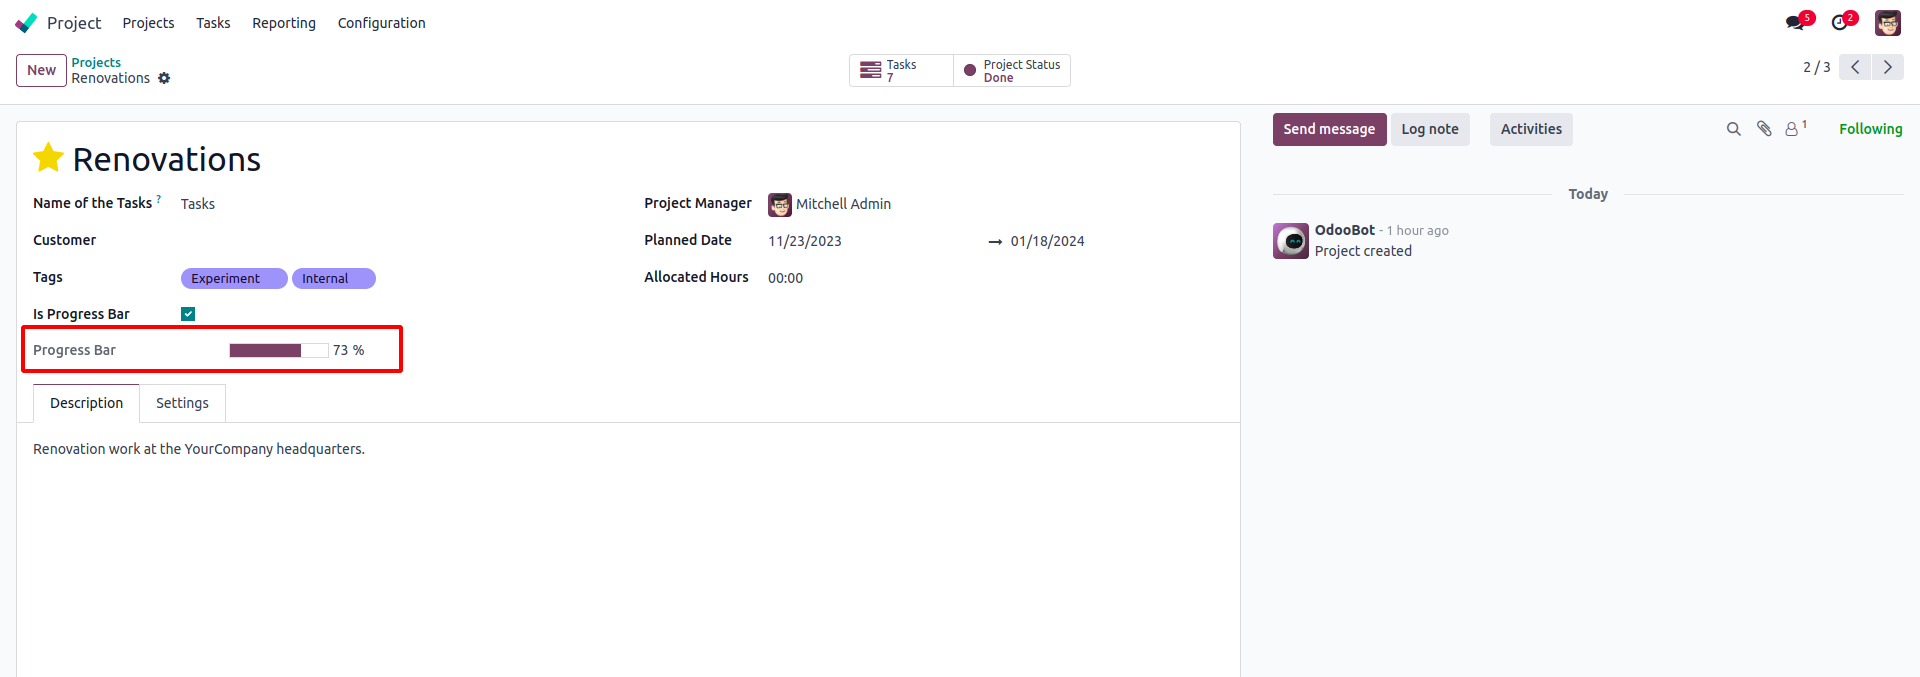 Project Projects Tasks Reporting Configuration 5 2
New Projects
Renovations
Tasks
7
Project Status
Done
2 / 3
Renovations
Name of the Tasks ? Tasks
Customer
Tags Experiment Internal
Is Progress Bar
Progress Bar 73 %
Project Manager Mitchell Admin
Planned Date 11/23/2023 → 01/18/2024
Allocated Hours 00:00
Description Settings
Renovation work at the YourCompany headquarters.
Send message Log note Activities 1 Following
Today
OdooBot - 1 hour ago
Project created